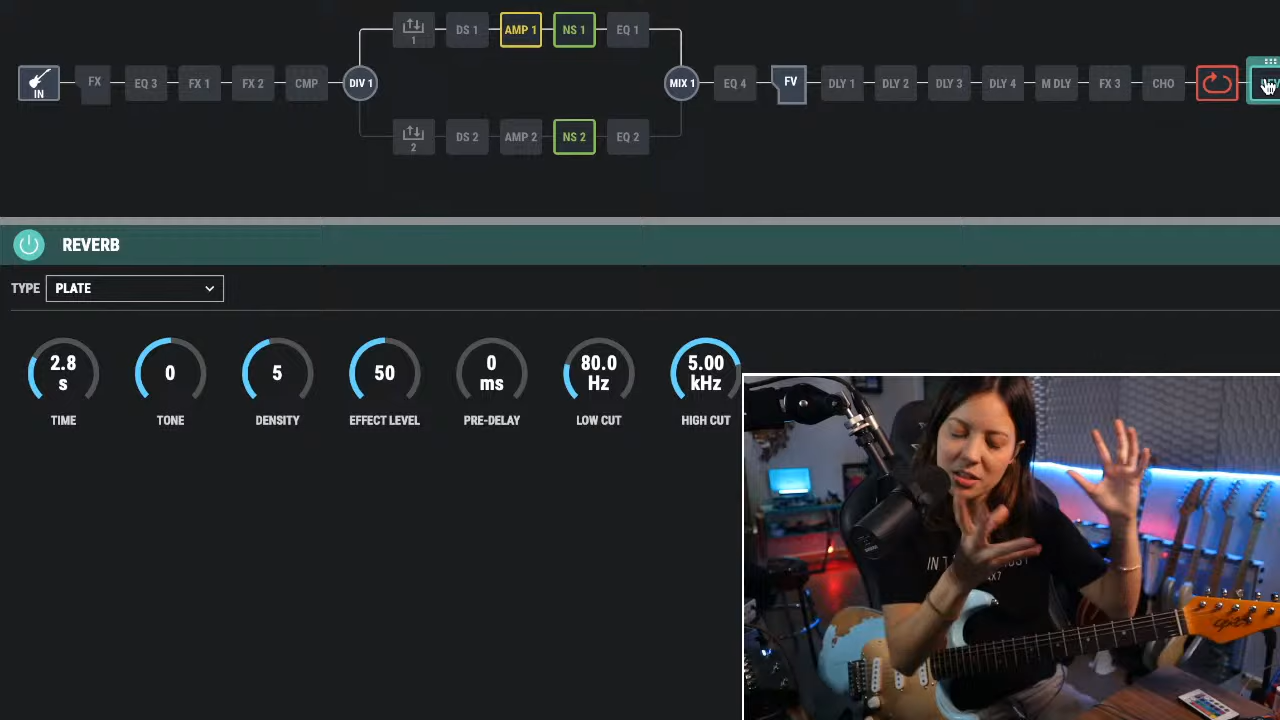 1
DS 1
AMP 1
NS 1
EQ 1
IN
FX
EQ 3
FX 1
FX 2
CMP
DIV 1
MIX 1
EQ 4
FV
DLY 1
DLY 2
DLY 3
DLY 4
M DLY
FX 3
CHO
2
DS 2
AMP 2
NS 2
EQ 2
REVERB
TYPE PLATE
2.8 s
0
5
50
0 ms
80.0 Hz
5.00 kHz
TIME
TONE
DENSITY
EFFECT LEVEL
PRE-DELAY
LOW CUT
HIGH CUT